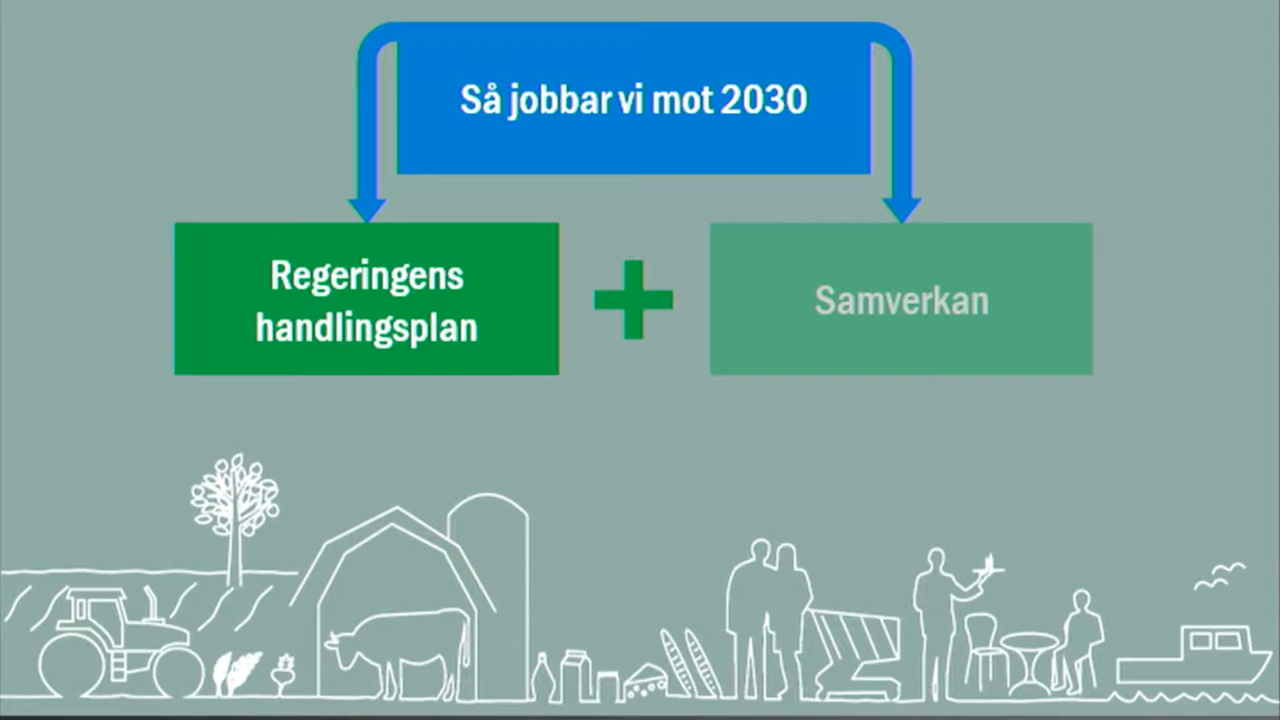 Så jobbar vi mot 2030
Regeringens
handlingsplan
Samverkan